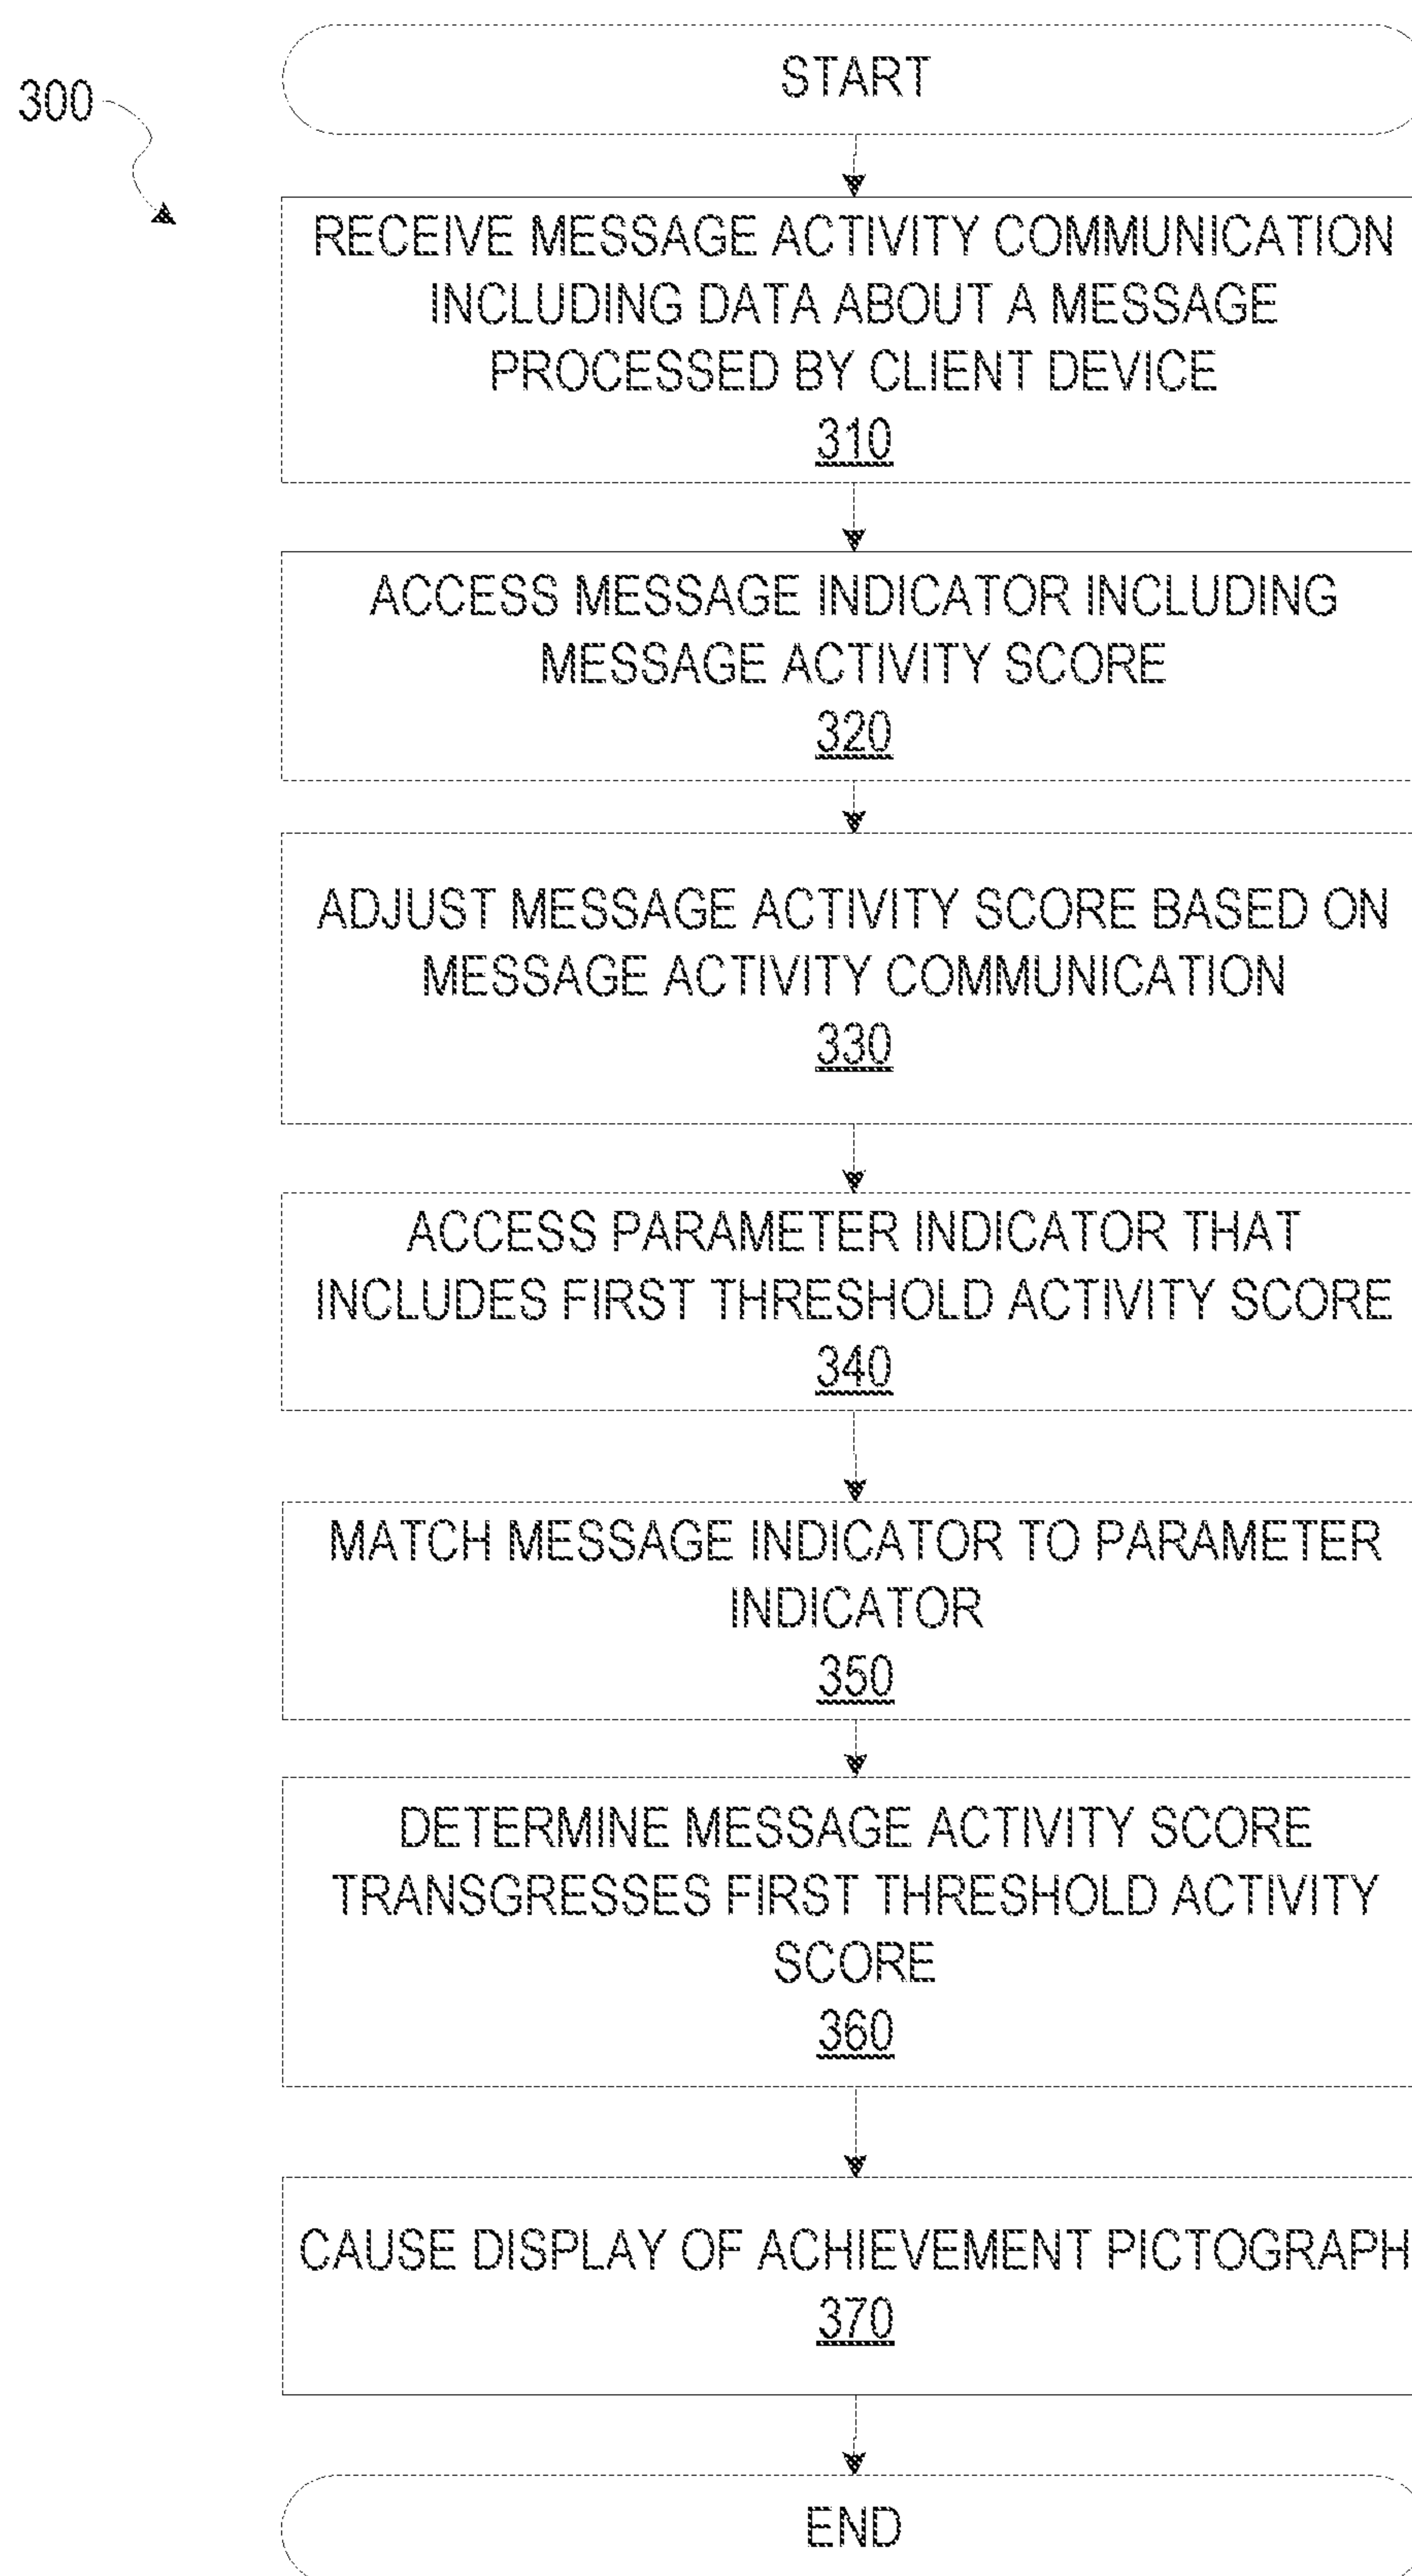 START
300
RECEIVE MESSAGE ACTIVITY COMMUNICATION
INCLUDING DATA ABOUT A MESSAGE
PROCESSED BY CLIENT DEVICE
310
ACCESS MESSAGE INDICATOR INCLUDING
MESSAGE ACTIVITY SCORE
320
ADJUST MESSAGE ACTIVITY SCORE BASED ON
MESSAGE ACTIVITY COMMUNICATION
330
ACCESS PARAMETER INDICATOR THAT
INCLUDES FIRST THRESHOLD ACTIVITY SCORE
340
MATCH MESSAGE INDICATOR TO PARAMETER
INDICATOR
350
DETERMINE MESSAGE ACTIVITY SCORE
TRANSGRESSES FIRST THRESHOLD ACTIVITY
SCORE
360
CAUSE DISPLAY OF ACHIEVEMENT PICTOGRAPH
370
END